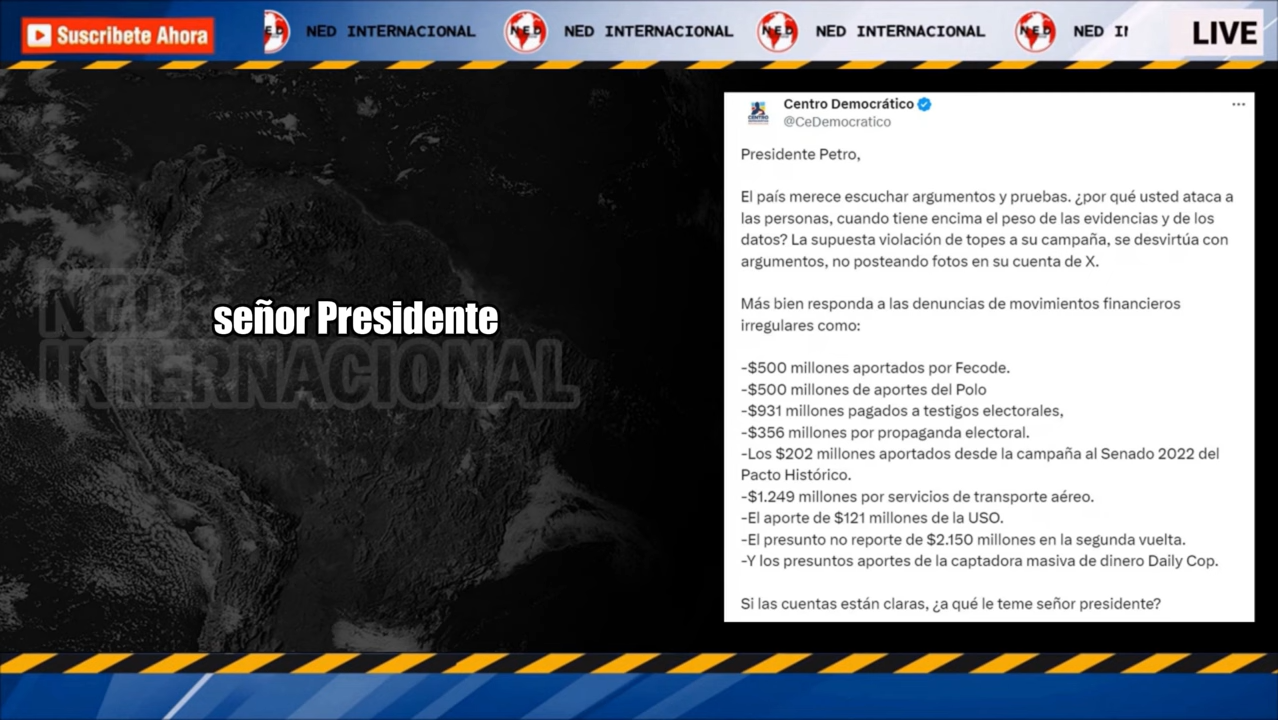 Suscribete Ahora
NED
NED INTERNACIONAL
NED
NED INTERNACIONAL
NED
NED INTERNACIONAL
NED
NED
LIVE
NED
INTERNACIONAL
señor Presidente
Centro Democrático
@CeDemocratico
Presidente Petro,
El país merece escuchar argumentos y pruebas. ¿por qué usted ataca a
las personas, cuando tiene encima el peso de las evidencias y de los
datos? La supuesta violación de topes a su campaña, se desvirtúa con
argumentos, no posteando fotos en su cuenta de X.
Más bien responda a las denuncias de movimientos financieros
irregulares como:
-$500 millones aportados por Fecode.
-$500 millones de aportes del Polo
-$931 millones pagados a testigos electorales,
-$356 millones por propaganda electoral.
-Los $202 millones aportados desde la campaña al Senado 2022 del
Pacto Histórico.
-$1.249 millones por servicios de transporte aéreo.
-El aporte de $121 millones de la USO.
-El presunto no reporte de $2.150 millones en la segunda vuelta.
-Y los presuntos aportes de la captadora masiva de dinero Daily Cop.
Si las cuentas están claras, ¿a qué le teme señor presidente?